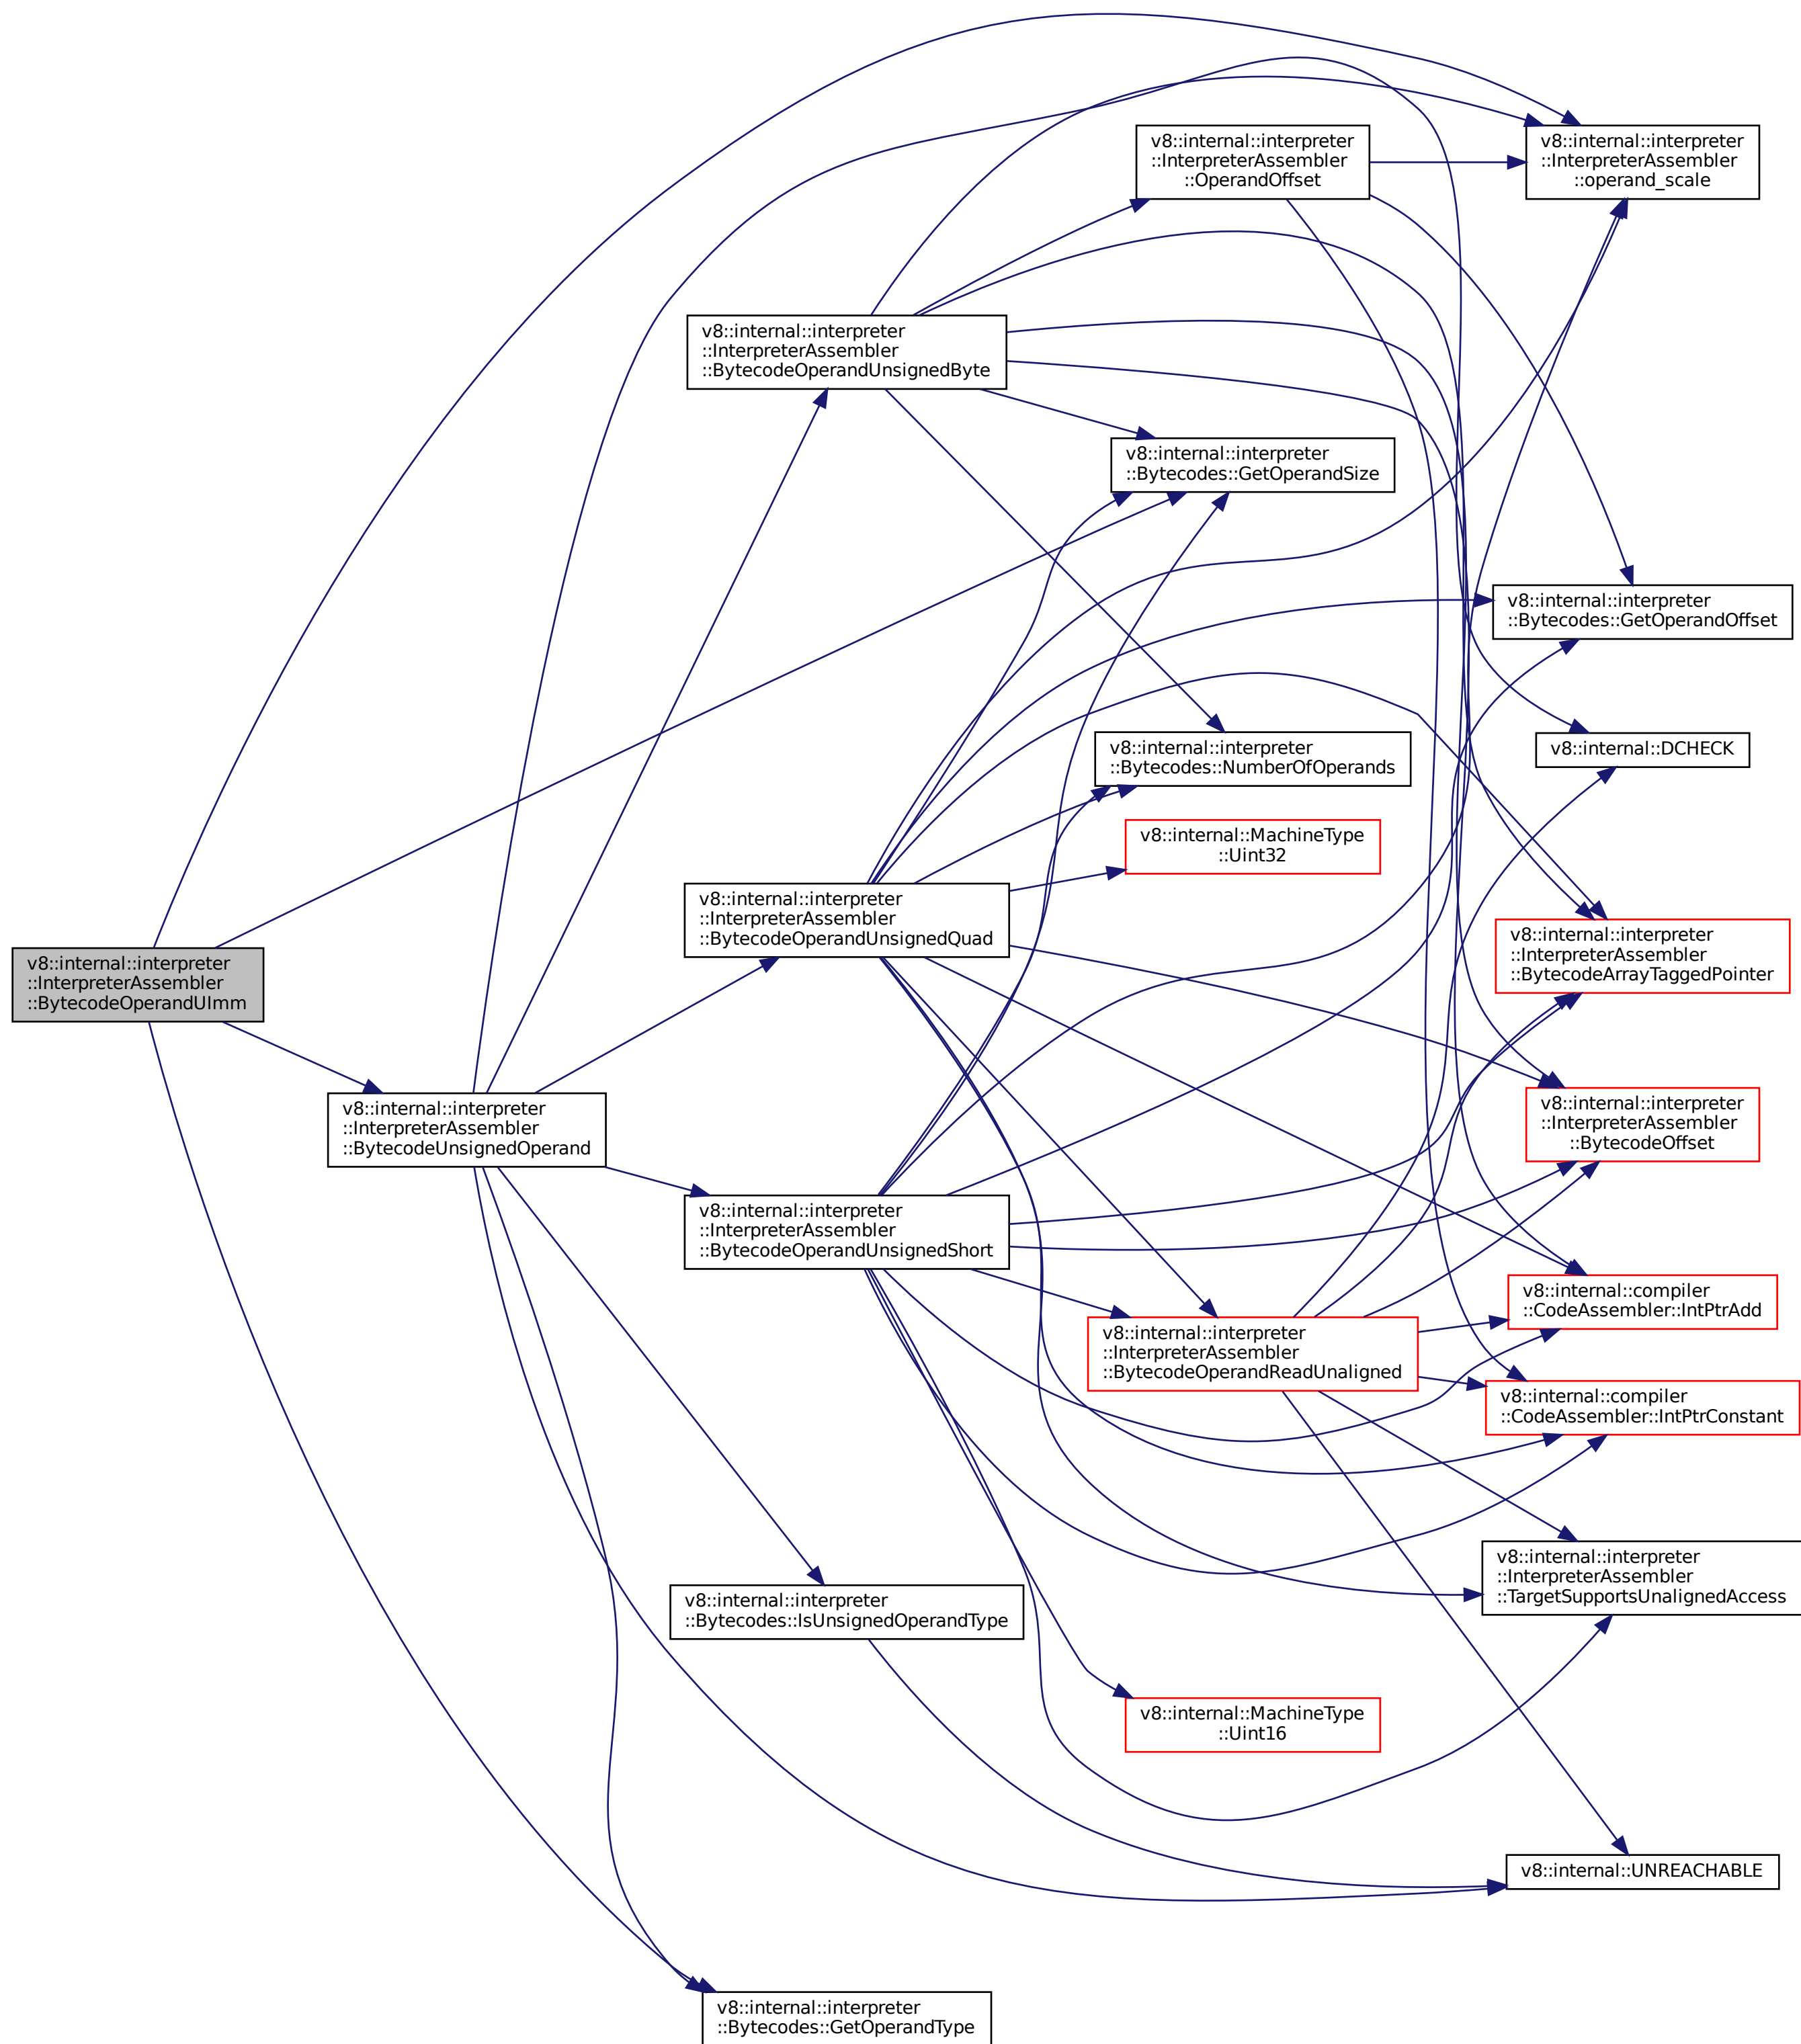 v8::internal::interpreter
::InterpreterAssembler
::OperandOffset
v8::internal::interpreter
::InterpreterAssembler
::operand_scale
v8::internal::interpreter
::InterpreterAssembler
::BytecodeOperandUnsignedByte
v8::internal::interpreter
::Bytecodes::GetOperandSize
v8::internal::interpreter
::Bytecodes::GetOperandOffset
v8::internal::interpreter
::Bytecodes::NumberOfOperands
v8::internal::DCHECK
v8::internal::MachineType
::Uint32
v8::internal::interpreter
::InterpreterAssembler
::BytecodeOperandUnsignedQuad
v8::internal::interpreter
::InterpreterAssembler
::BytecodeArrayTaggedPointer
v8::internal::interpreter
::InterpreterAssembler
::BytecodeOperandUImm
v8::internal::interpreter
::InterpreterAssembler
::BytecodeUnsignedOperand
v8::internal::interpreter
::InterpreterAssembler
::BytecodeOffset
v8::internal::interpreter
::InterpreterAssembler
::BytecodeOperandUnsignedShort
v8::internal::compiler
::CodeAssembler::IntPtrAdd
v8::internal::interpreter
::InterpreterAssembler
::BytecodeOperandReadUnaligned
v8::internal::compiler
::CodeAssembler::IntPtrConstant
v8::internal::interpreter
::InterpreterAssembler
::TargetSupportsUnalignedAccess
v8::internal::interpreter
::Bytecodes::IsUnsignedOperandType
v8::internal::MachineType
::Uint16
v8::internal::UNREACHABLE
v8::internal::interpreter
::Bytecodes::GetOperandType